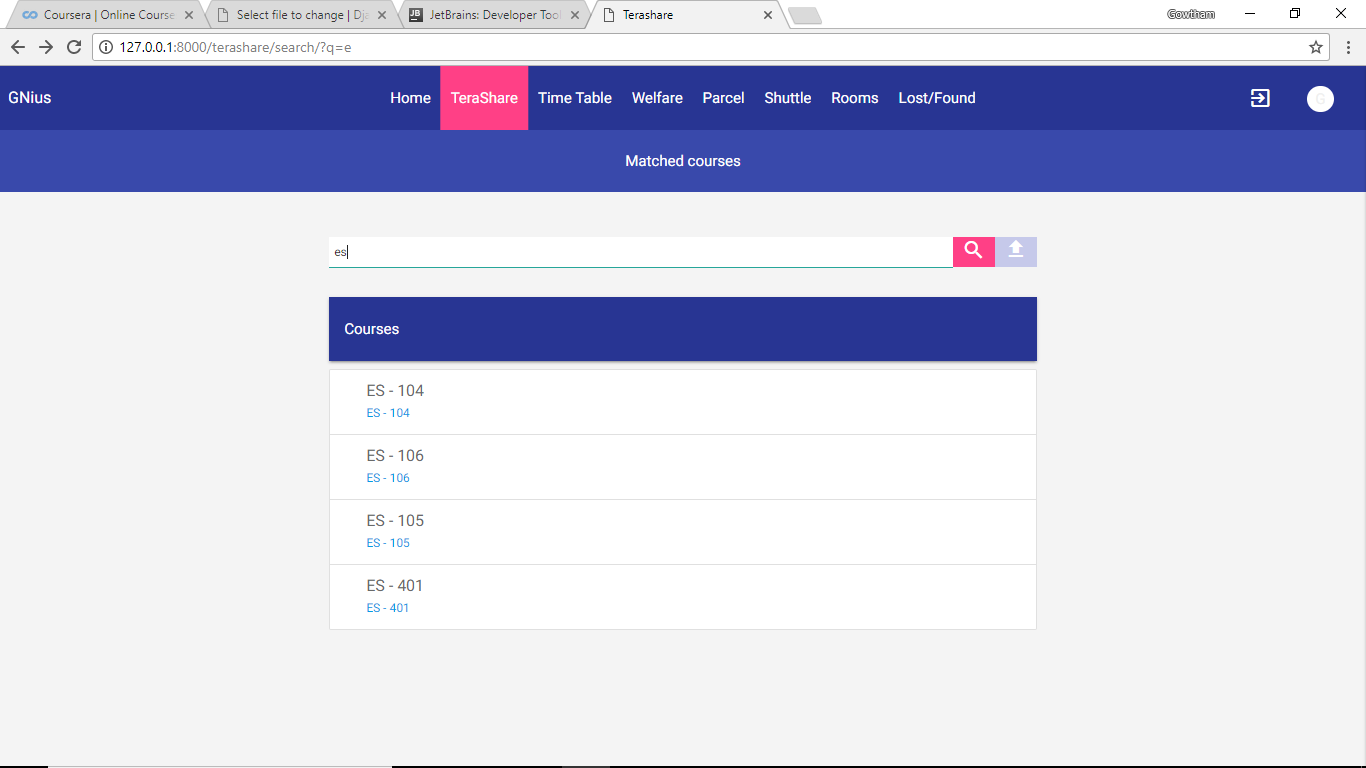 Coursera | Online Course
Select file to change | Dja
JetBrains: Developer Tool
Terashare
Gowtham
127.0.0.1:8000/terashare/search/?q=e
GNius
Home
TeraShare
Time Table
Welfare
Parcel
Shuttle
Rooms
Lost/Found
G
Matched courses
es
Courses
ES - 104
ES - 104
ES - 106
ES - 106
ES - 105
ES - 105
ES - 401
ES - 401